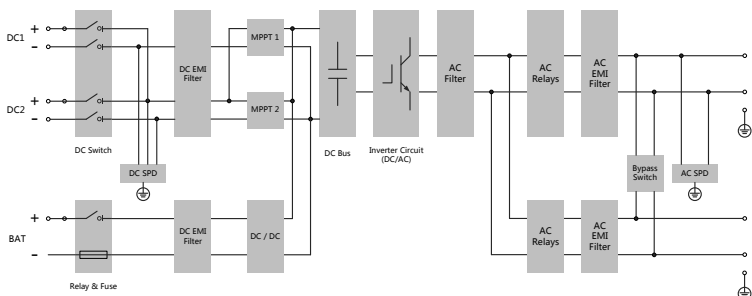 DC1
+
−
DC2
+
−
DC Switch
DC SPD
DC EMI
Filter
MPPT 1
MPPT 2
DC Bus
Inverter Circuit
(DC/AC)
AC
Filter
AC
Relays
AC
EMI
Filter
Bypass
Switch
AC SPD
BAT
+
−
Relay & Fuse
DC EMI
Filter
DC / DC
AC
Relays
AC
EMI
Filter